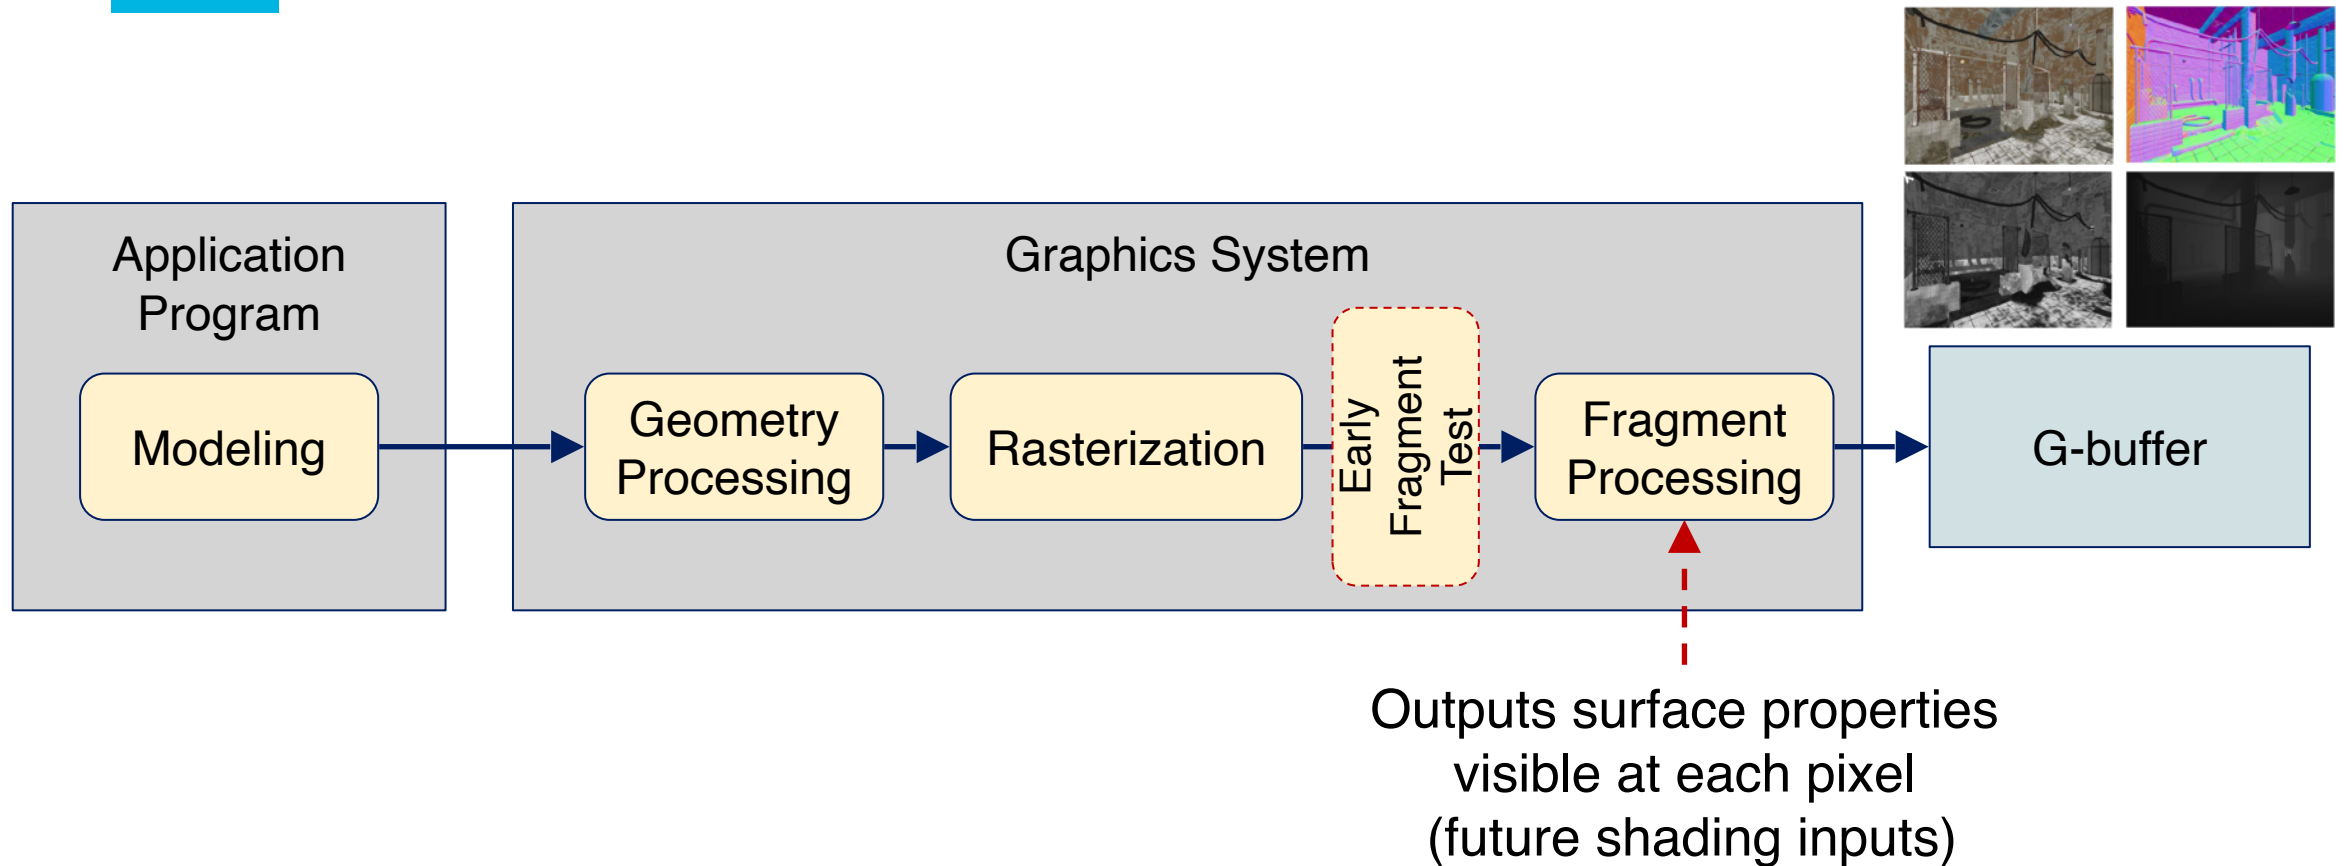 Application
Program
Modeling
Graphics System
Geometry
Processing
Rasterization
Early
Fragment
Test
Fragment
Processing
G-buffer
Outputs surface properties
visible at each pixel
(future shading inputs)